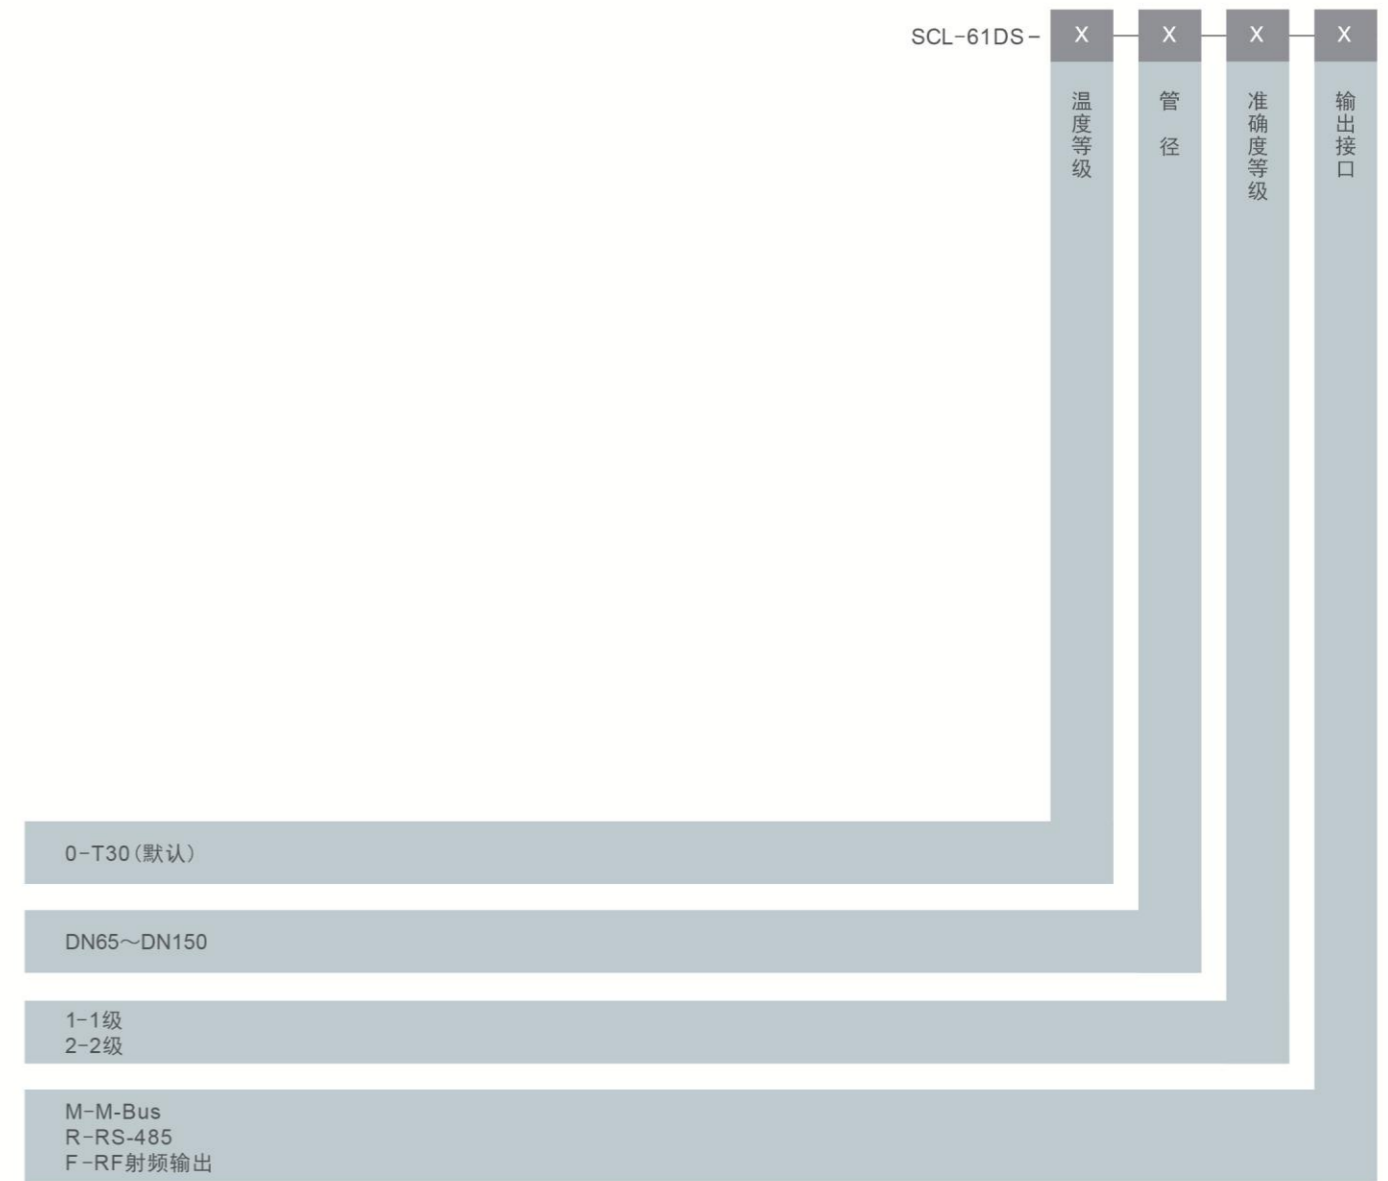 SCL-61DS- X X X X
温度等级
管径
准确度等级
输出接口
0-T30(默认)
DN65～DN150
1-1级
2-2级
M-M-Bus
R-RS-485
F-RF射频输出